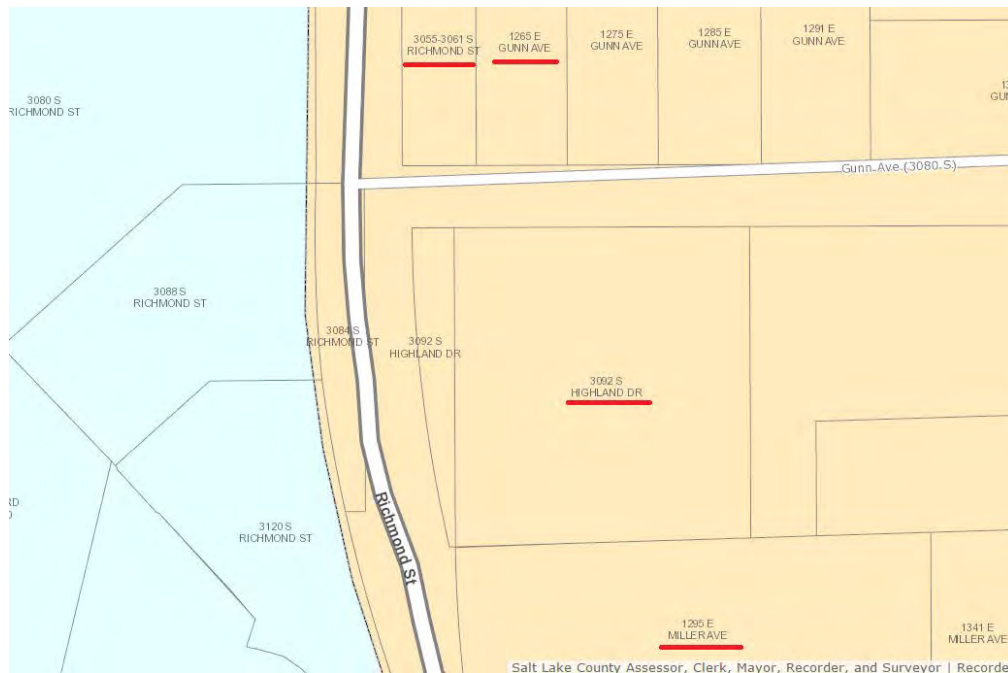 3055-3061 S
RICHMOND ST
1265 E
GUNN AVE
1275 E
GUNN AVE
1285 E
GUNN AVE
1291 E
GUNN AVE
3080 S
RICHMOND ST
Gunn Ave (3080 S)
3088 S
RICHMOND ST
3084 S
RICHMOND ST
3092 S
HIGHLAND DR
3092 S
HIGHLAND DR
3120 S
RICHMOND ST
Richmond St
1295 E
MILLER AVE
1341 E
MILLER AVE
Salt Lake County Assessor, Clerk, Mayor, Recorder, and Surveyor | Recorde